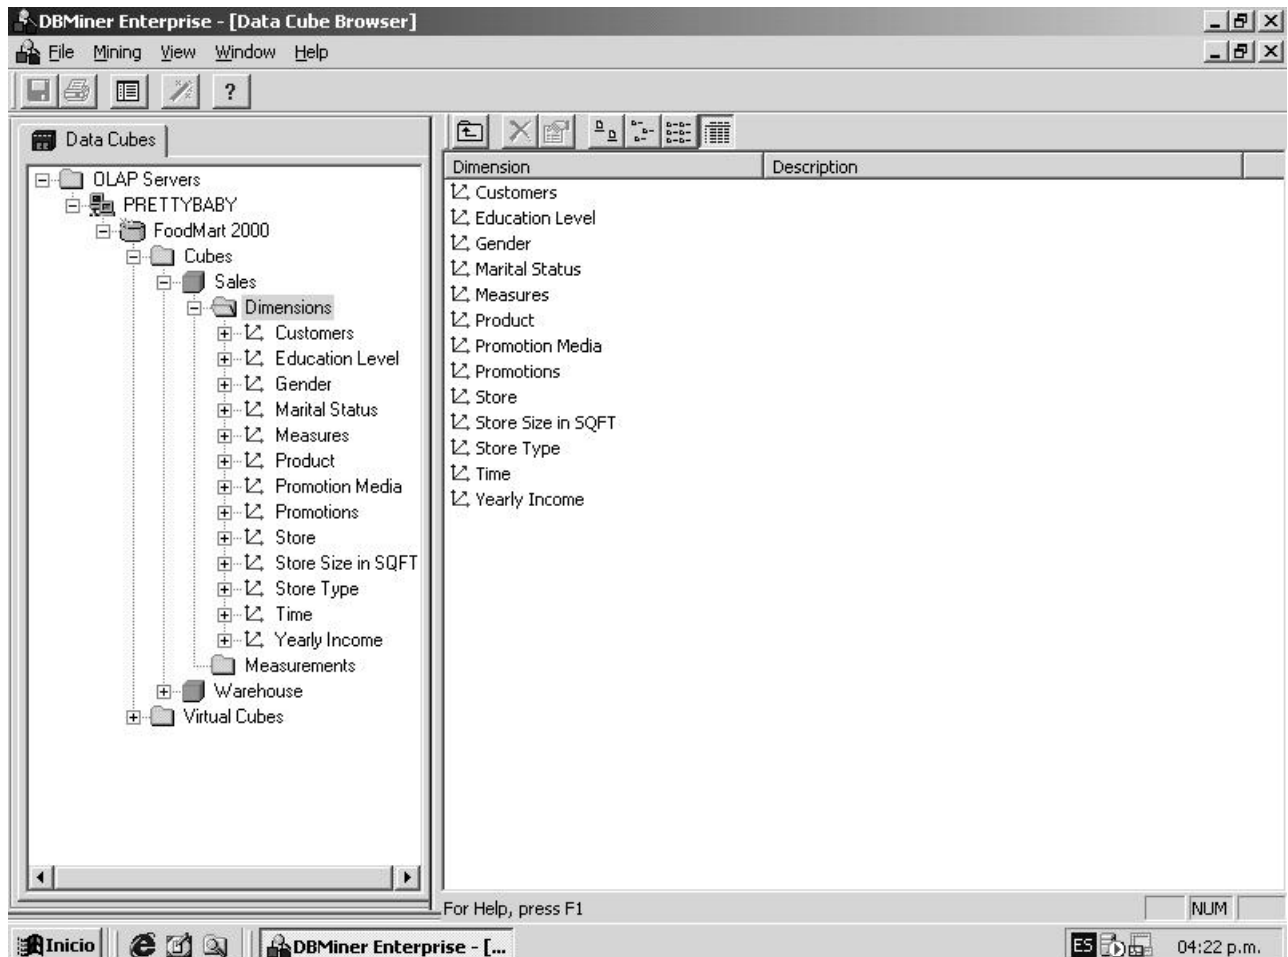 DBMiner Enterprise - [Data Cube Browser]
File Mining View Window Help
?
Data Cubes
OLAP Servers
PRETTYBABY
FoodMart 2000
Cubes
Sales
Dimensions
Customers
Education Level
Gender
Marital Status
Measures
Product
Promotion Media
Promotions
Store
Store Size in SQFT
Store Type
Time
Yearly Income
Measurements
Warehouse
Virtual Cubes
Dimension Description
Customers
Education Level
Gender
Marital Status
Measures
Product
Promotion Media
Promotions
Store
Store Size in SQFT
Store Type
Time
Yearly Income
For Help, press F1 NUM
Inicio DBMiner Enterprise - [... ES 04:22 p.m.